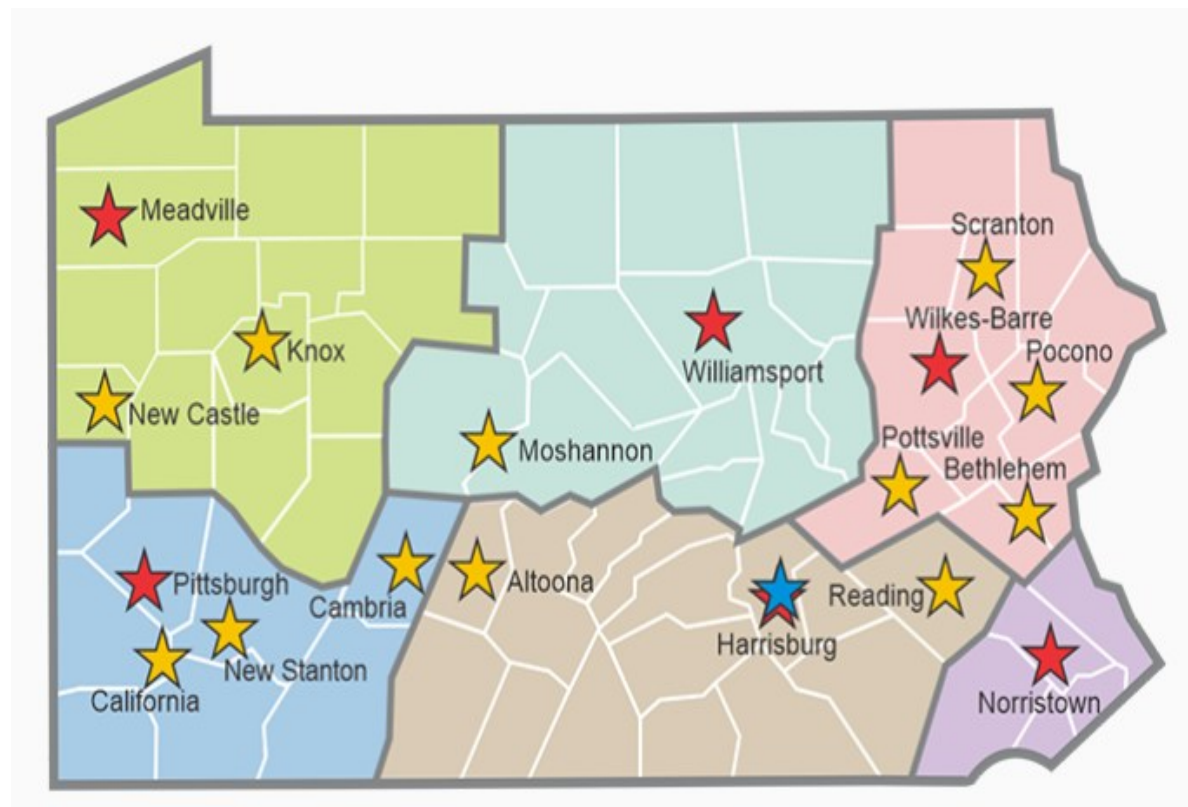 Meadville
Scranton
Wilkes-Barre
Knox
Pocono
Williamsport
New Castle
Pottsville
Moshannon
Bethlehem
Pittsburgh
Altoona
Reading
Cambria
Harrisburg
New Stanton
California
Norristown